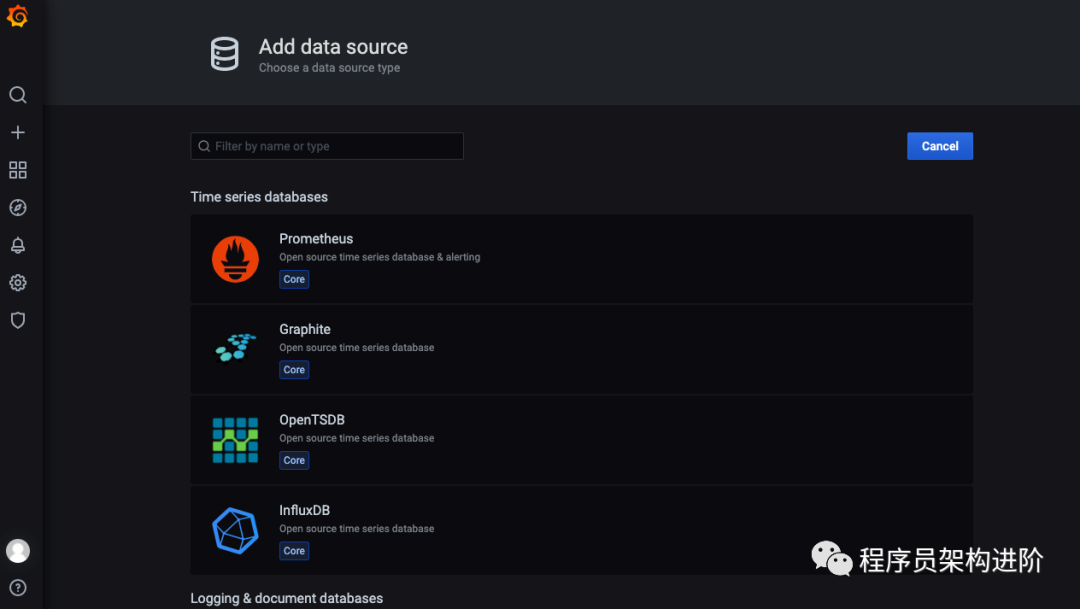 Add data source
Choose a data source type
Filter by name or type
Cancel
Time series databases
Prometheus
Open source time series database & alerting
Core
Graphite
Open source time series database
Core
OpenTSDB
Open source time series database
Core
InfluxDB
Open source time series database
Core
程序员架构进阶
Logging & document databases